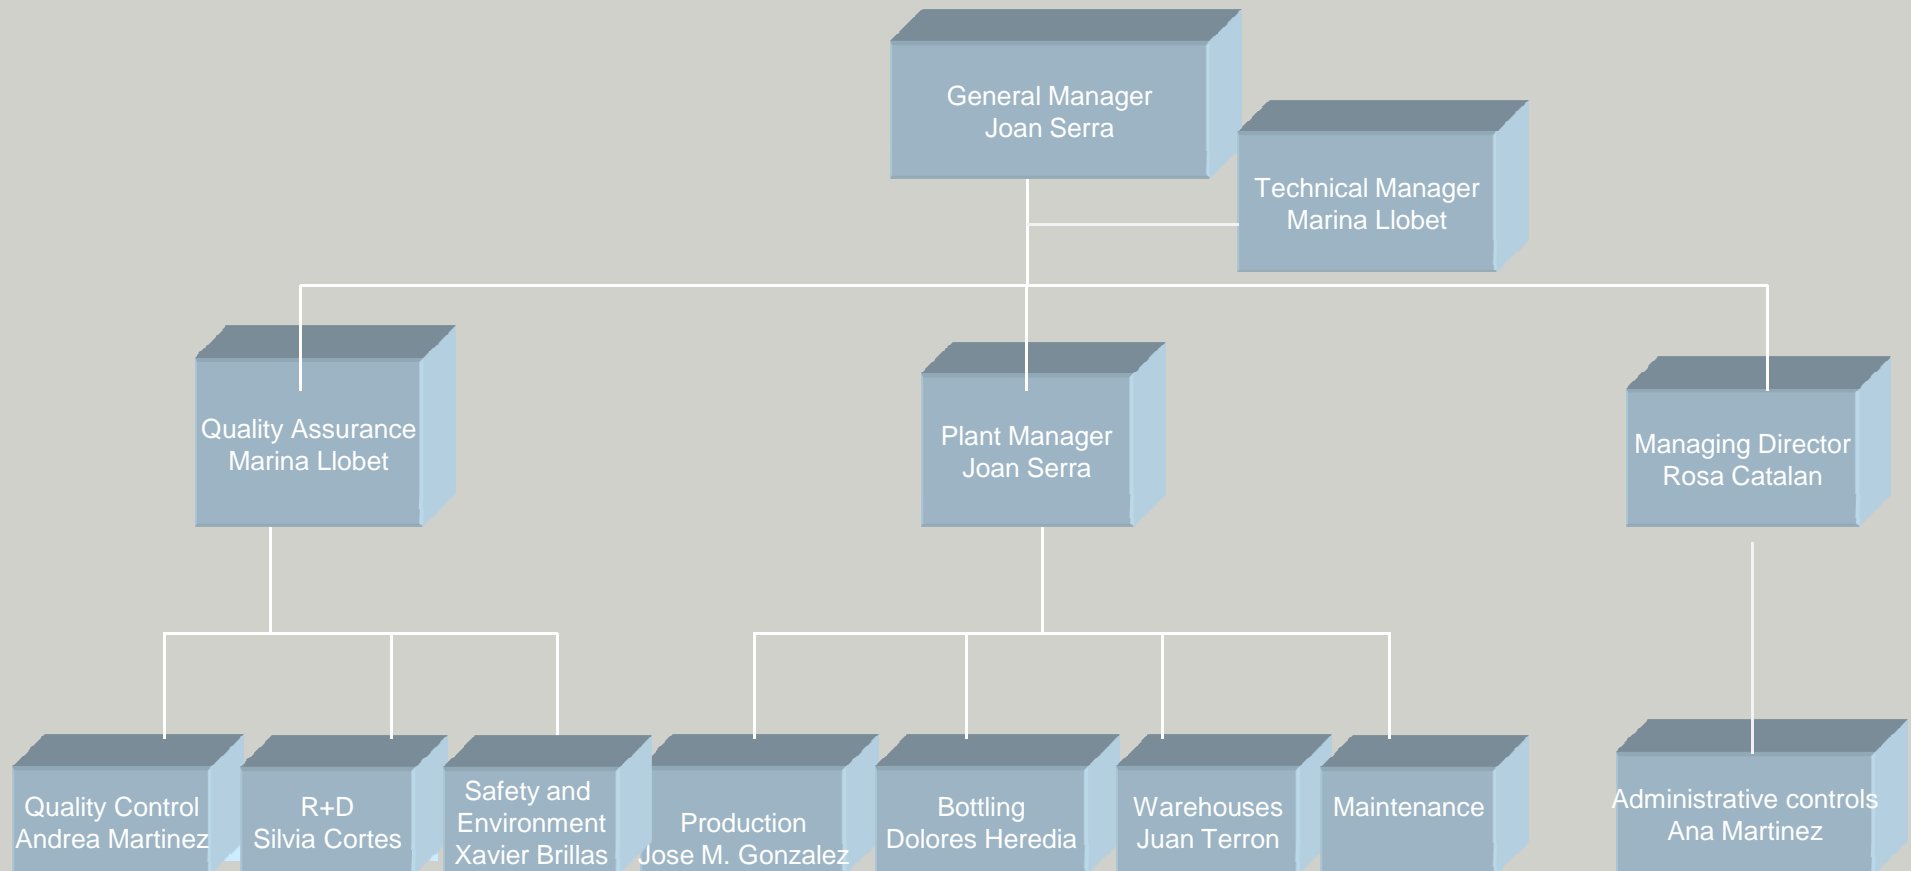 General Manager
Joan Serra
Technical Manager
Marina Llobet
Quality Assurance
Marina Llobet
Plant Manager
Joan Serra
Managing Director
Rosa Catalan
Quality Control
Andrea Martinez
R+D
Silvia Cortes
Safety and
Environment
Xavier Brillas
Production
Jose M. Gonzalez
Bottling
Dolores Heredia
Warehouses
Juan Terron
Maintenance
Administrative controls
Ana Martinez